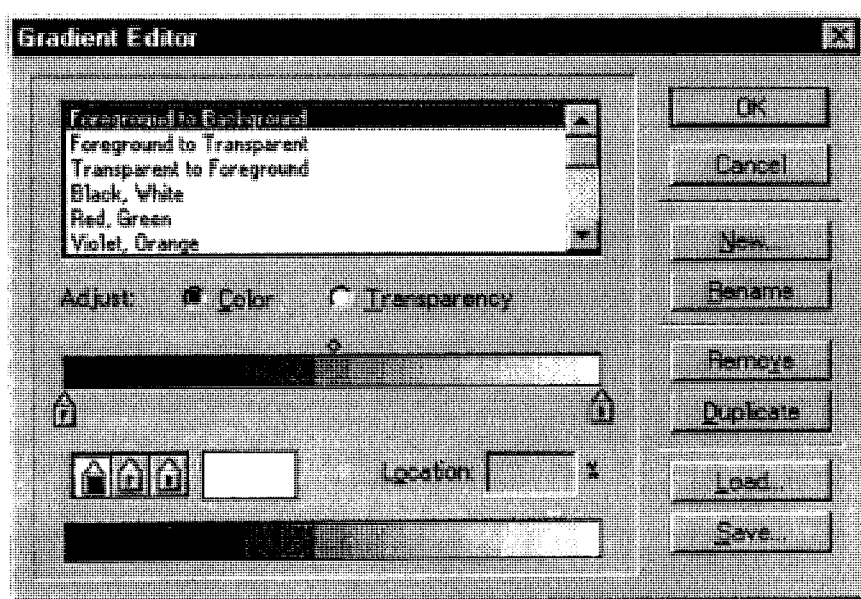 Gradient Editor
Foreground to Background
Foreground to Transparent
Transparent to Foreground
Black, White
Red, Green
Violet, Orange
Adjust: Color Transparency
Location: %
OK
Cancel
New...
Rename
Remove
Duplicate
Load...
Save...